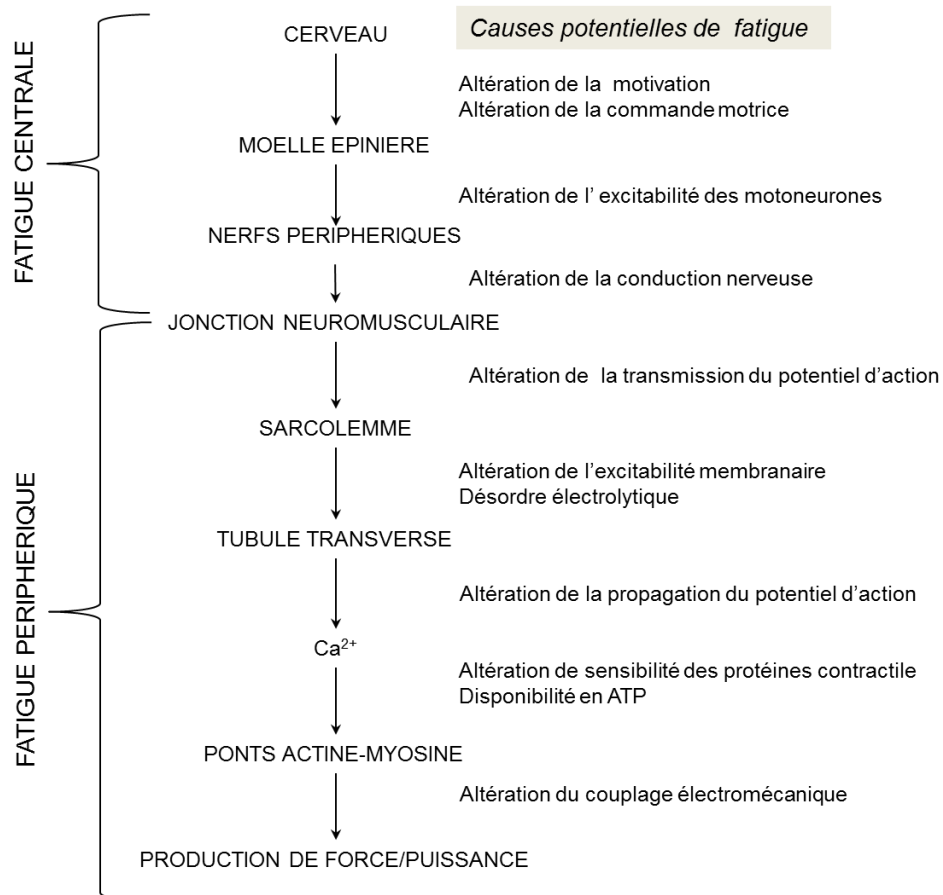 CERVEAU
Causes potentielles de fatigue
Altération de la motivation
Altération de la commande motrice
MOELLE EPINIERE
Altération de l' excitabilité des motoneurones
NERFS PERIPHERIQUES
Altération de la conduction nerveuse
JONCTION NEUROMUSCULAIRE
Altération de la transmission du potentiel d'action
SARCOLEMME
Altération de l'excitabilité membranaire
Désordre électrolytique
TUBULE TRANSVERSE
Altération de la propagation du potentiel d'action
Ca²⁺
Altération de sensibilité des protéines contractile
Disponibilité en ATP
PONTS ACTINE-MYOSINE
Altération du couplage électromécanique
PRODUCTION DE FORCE/PUISSANCE
FATIGUE CENTRALE
FATIGUE PERIPHERIQUE